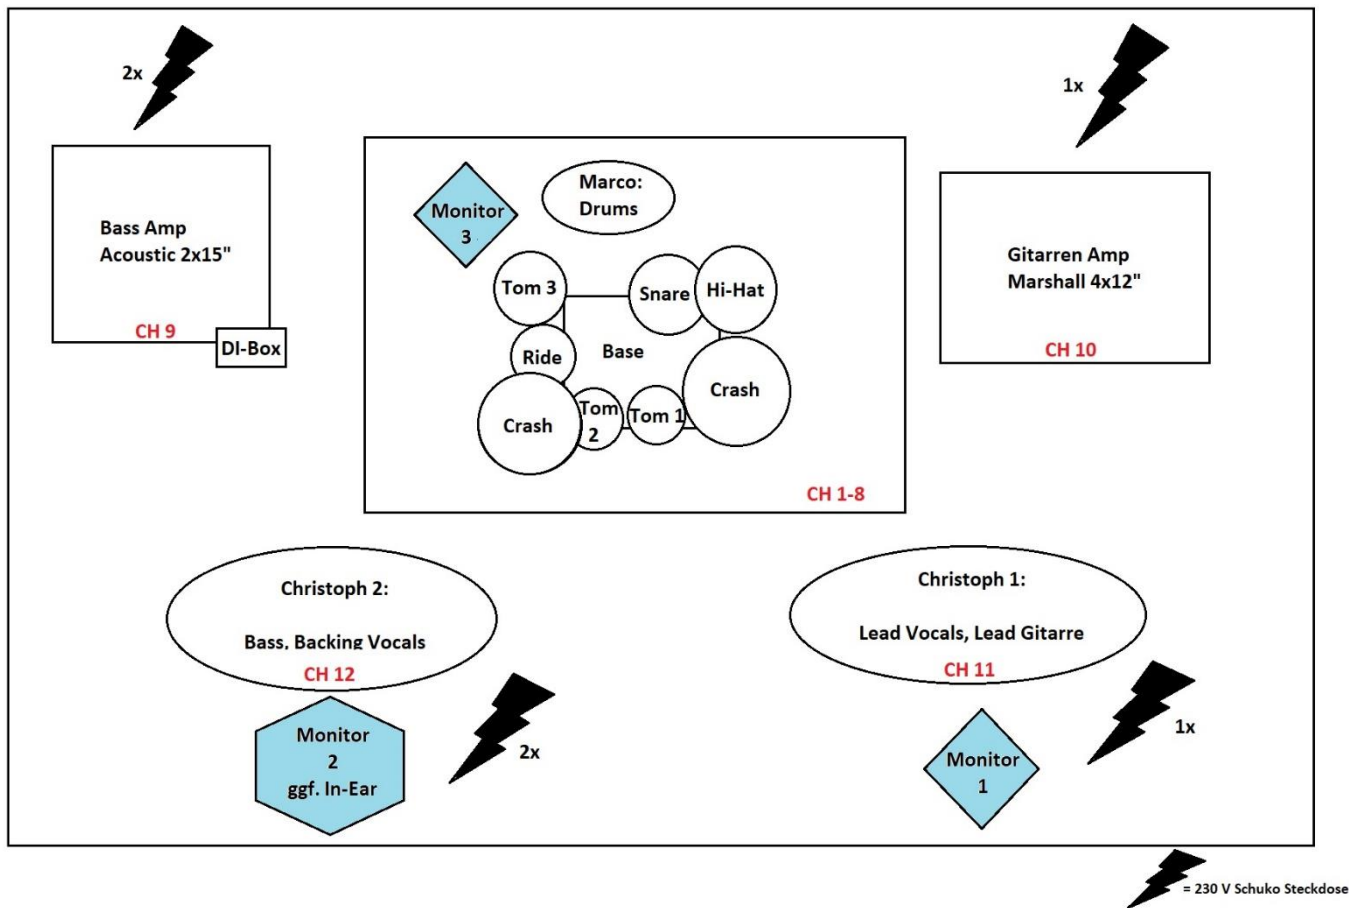 2x
1x
Bass Amp
Acoustic 2x15"
CH 9
DI-Box
Monitor
3
Marco:
Drums
Tom 3
Snare
Hi-Hat
Ride
Base
Crash
Tom
2
Tom 1
Crash
CH 1-8
Gitarren Amp
Marshall 4x12"
CH 10
Christoph 2:
Bass, Backing Vocals
CH 12
Monitor
2
ggf. In-Ear
2x
Christoph 1:
Lead Vocals, Lead Gitarre
CH 11
Monitor
1
1x
= 230 V Schuko Steckdose